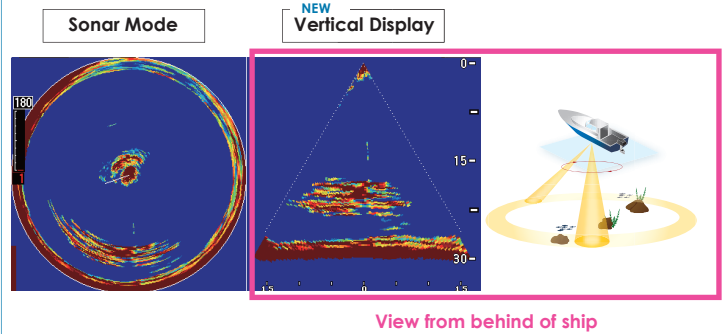 Sonar Mode
NEW
Vertical Display
180
1
0
15
30
15 0 15
View from behind of ship